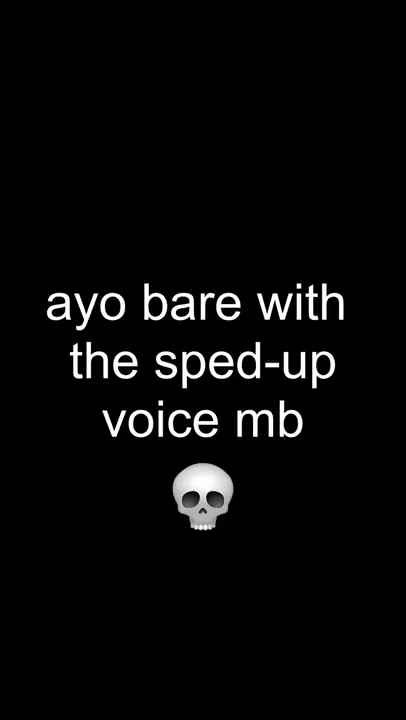 ayo bare with
the sped-up
voice mb
💀